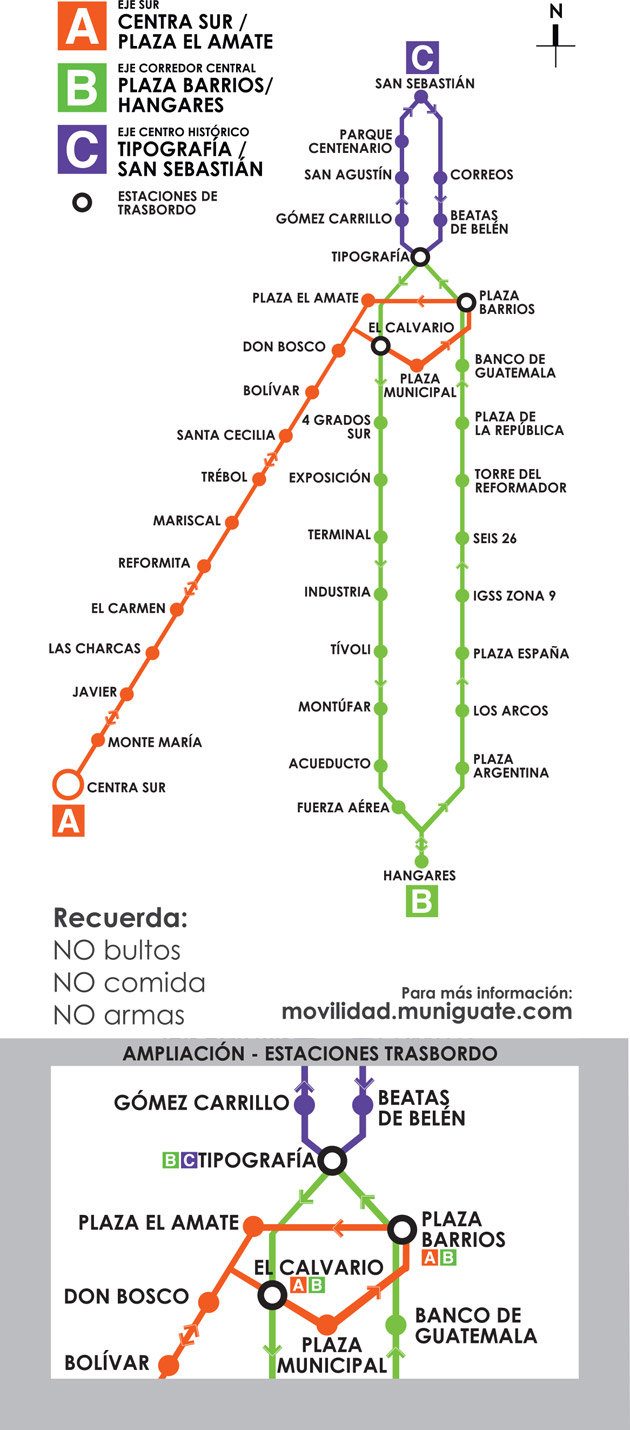 A
EJE SUR
CENTRA SUR /
PLAZA EL AMATE
B
EJE CORREDOR CENTRAL
PLAZA BARRIOS/
HANGARES
C
EJE CENTRO HISTÓRICO
TIPOGRAFÍA /
SAN SEBASTIÁN
ESTACIONES DE
TRASBORDO
N
C
SAN SEBASTIÁN
PARQUE
CENTENARIO
SAN AGUSTÍN
CORREOS
GÓMEZ CARRILLO
BEATAS
DE BELÉN
TIPOGRAFÍA
PLAZA EL AMATE
PLAZA
BARRIOS
EL CALVARIO
DON BOSCO
PLAZA
MUNICIPAL
BANCO DE
GUATEMALA
BOLÍVAR
4 GRADOS
SUR
PLAZA DE
LA REPÚBLICA
SANTA CECILIA
TRÉBOL
EXPOSICIÓN
TORRE DEL
REFORMADOR
MARISCAL
TERMINAL
SEIS 26
REFORMITA
INDUSTRIA
IGSS ZONA 9
EL CARMEN
LAS CHARCAS
TÍVOLI
PLAZA ESPAÑA
JAVIER
MONTÚFAR
LOS ARCOS
MONTE MARÍA
ACUEDUCTO
PLAZA
ARGENTINA
CENTRA SUR
A
FUERZA AÉREA
HANGARES
B
Recuerda:
NO bultos
NO comida
NO armas
Para más información:
movilidad.muniguate.com
AMPLIACIÓN - ESTACIONES TRASBORDO
GÓMEZ CARRILLO
BEATAS
DE BELÉN
B C TIPOGRAFÍA
PLAZA EL AMATE
PLAZA
BARRIOS
A B
EL CALVARIO
A B
DON BOSCO
BANCO DE
GUATEMALA
PLAZA
MUNICIPAL
BOLÍVAR